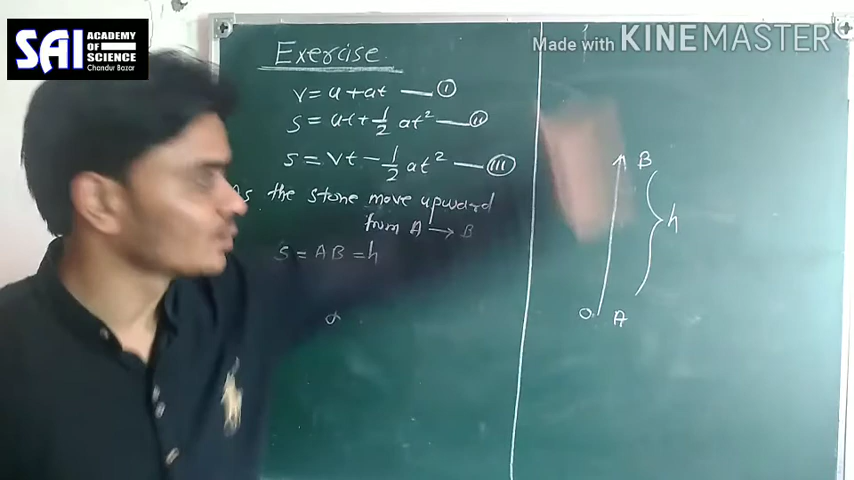 SAI ACADEMY OF SCIENCE
Chandur Bazar
Made with KINEMASTER
Exercise
v = u + at — (i)
s = ut + 1/2 at² — (ii)
s = vt - 1/2 at² — (iii)
As the stone move upward
from A → B
S = AB = h
B
h
A